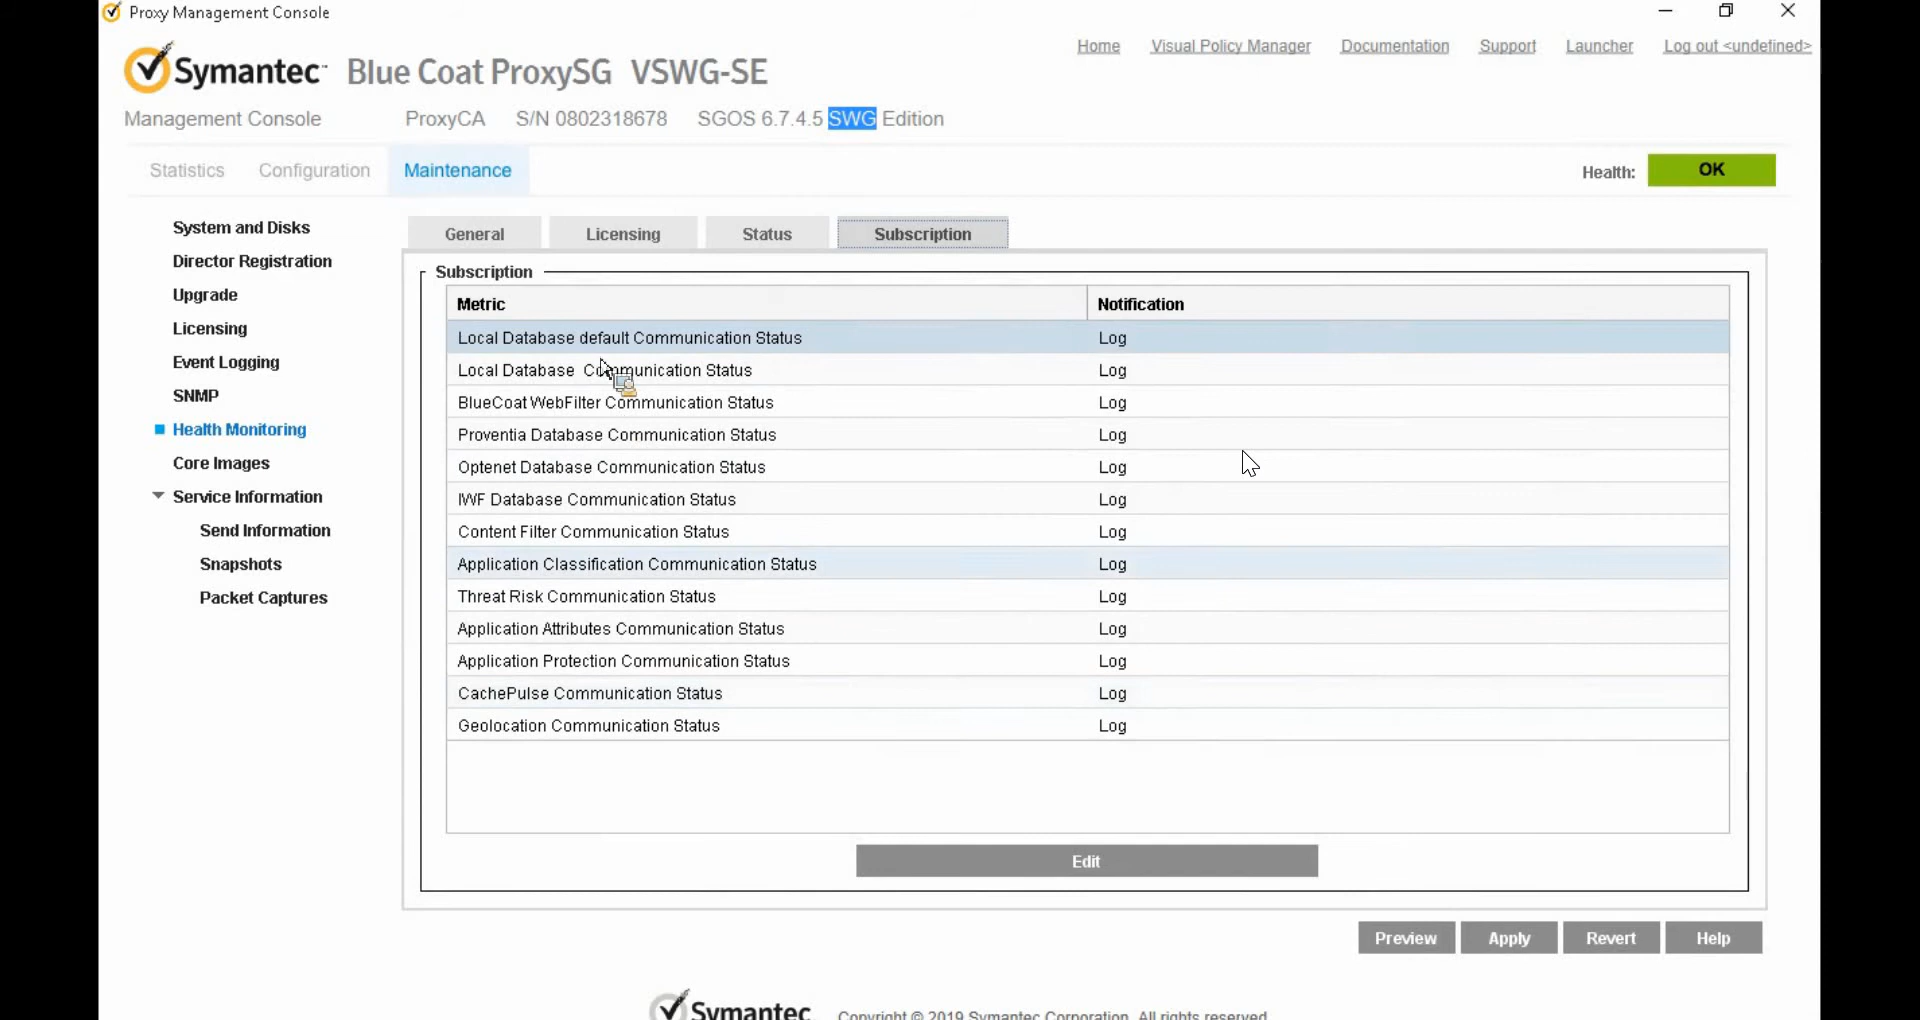 Proxy Management Console
Home Visual Policy Manager Documentation Support Launcher Log out <undefined>
Symantec™ Blue Coat ProxySG VSWG-SE
Management Console ProxyCA S/N 0802318678 SGOS 6.7.4.5 SWG Edition
Statistics Configuration Maintenance Health: OK
System and Disks
Director Registration
Upgrade
Licensing
Event Logging
SNMP
Health Monitoring
Core Images
Service Information
Send Information
Snapshots
Packet Captures
General Licensing Status Subscription
Subscription
Metric Notification
Local Database default Communication Status Log
Local Database Communication Status Log
BlueCoat WebFilter Communication Status Log
Proventia Database Communication Status Log
Optenet Database Communication Status Log
IWF Database Communication Status Log
Content Filter Communication Status Log
Application Classification Communication Status Log
Threat Risk Communication Status Log
Application Attributes Communication Status Log
Application Protection Communication Status Log
CachePulse Communication Status Log
Geolocation Communication Status Log
Edit
Preview Apply Revert Help
Symantec Copyright © 2019 Symantec Corporation. All rights reserved